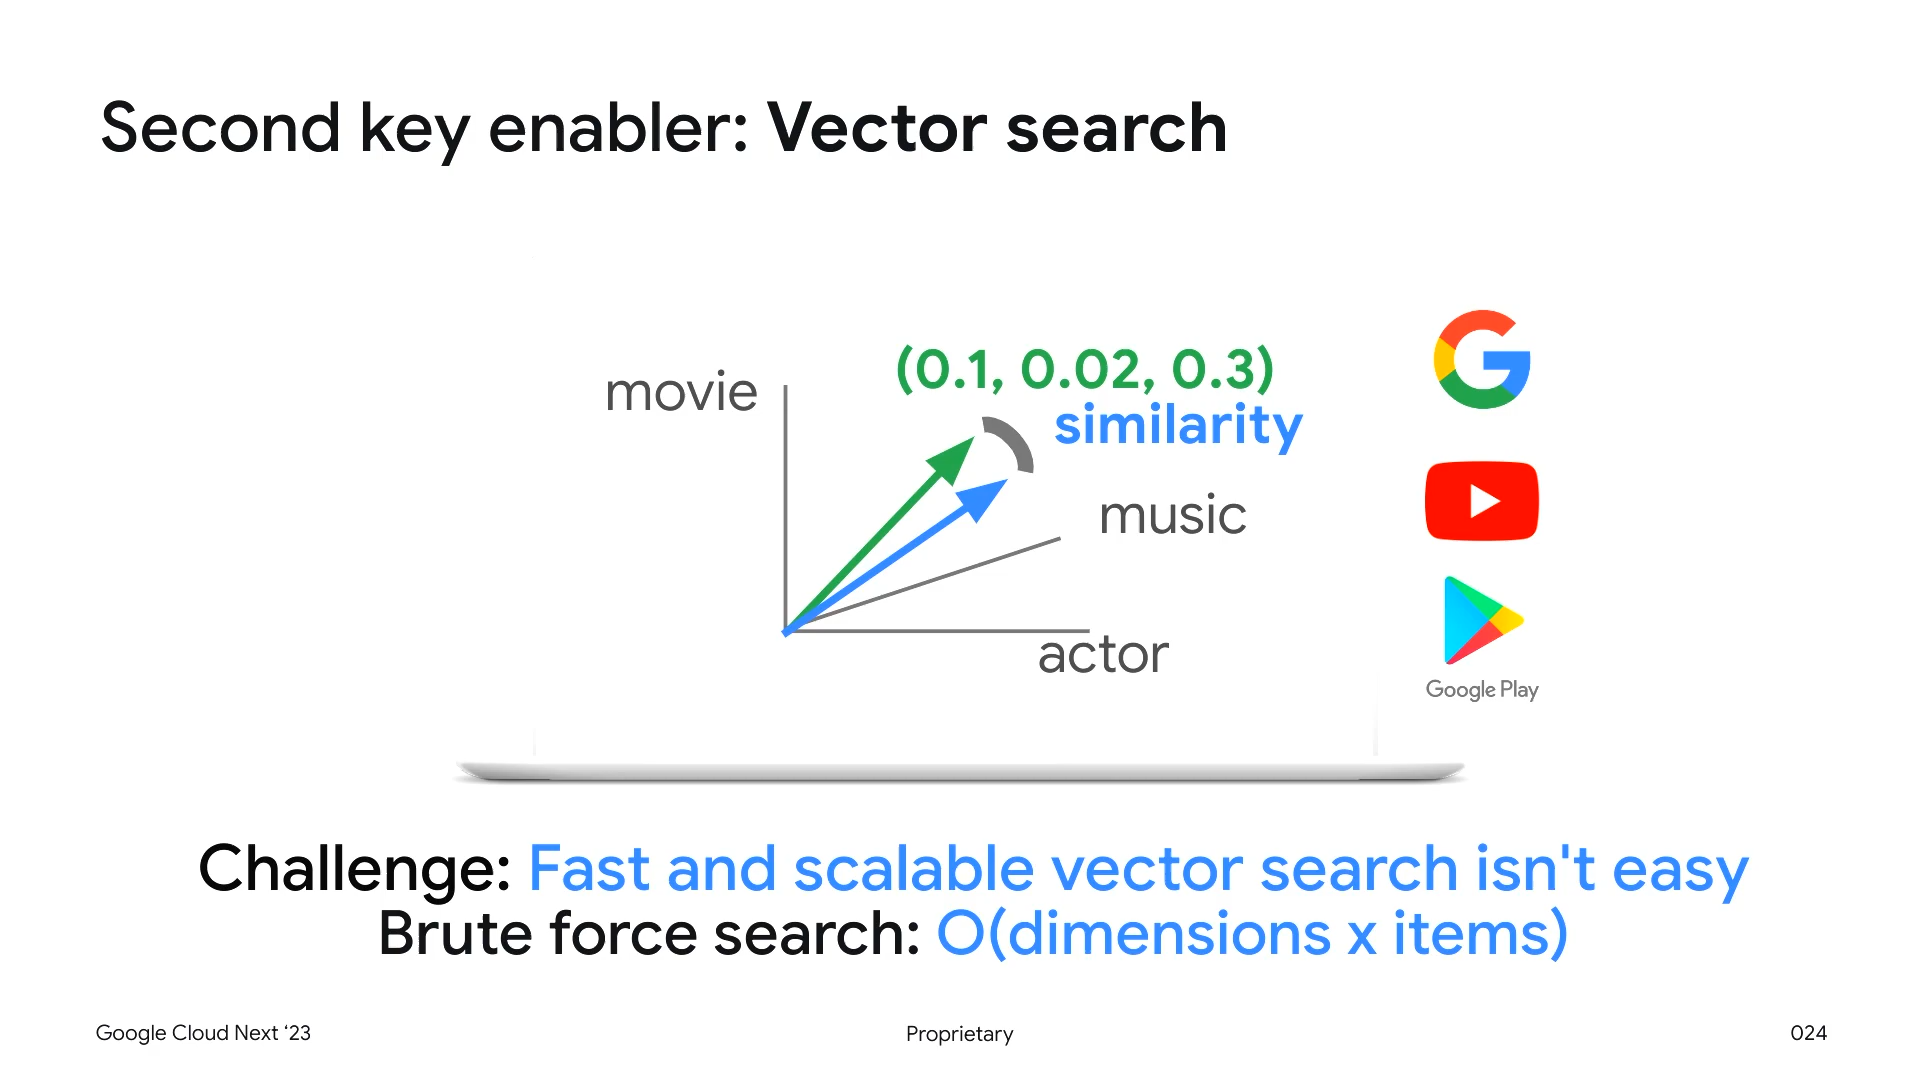 Second key enabler: Vector search
movie
(0.1, 0.02, 0.3)
similarity
music
actor
Google Play
Challenge: Fast and scalable vector search isn't easy
Brute force search: O(dimensions x items)
Google Cloud Next ‘23
Proprietary
024